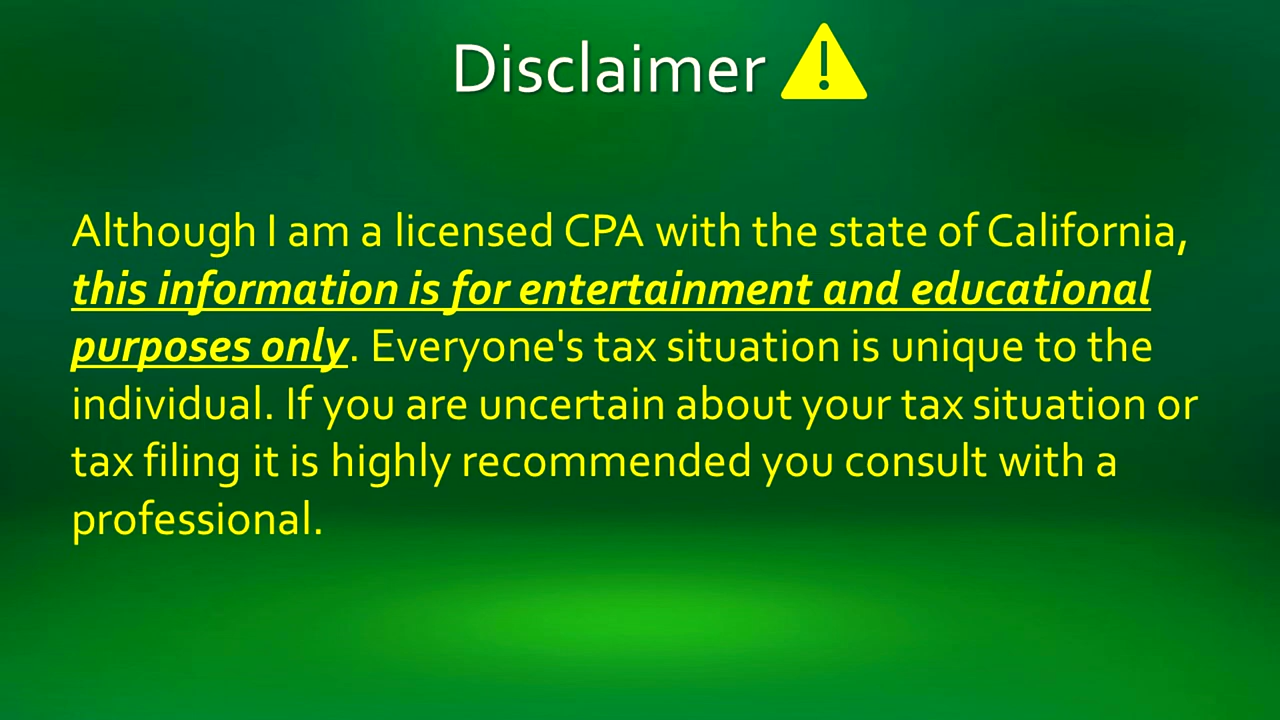 Disclaimer
Although I am a licensed CPA with the state of California,
this information is for entertainment and educational
purposes only. Everyone's tax situation is unique to the
individual. If you are uncertain about your tax situation or
tax filing it is highly recommended you consult with a
professional.